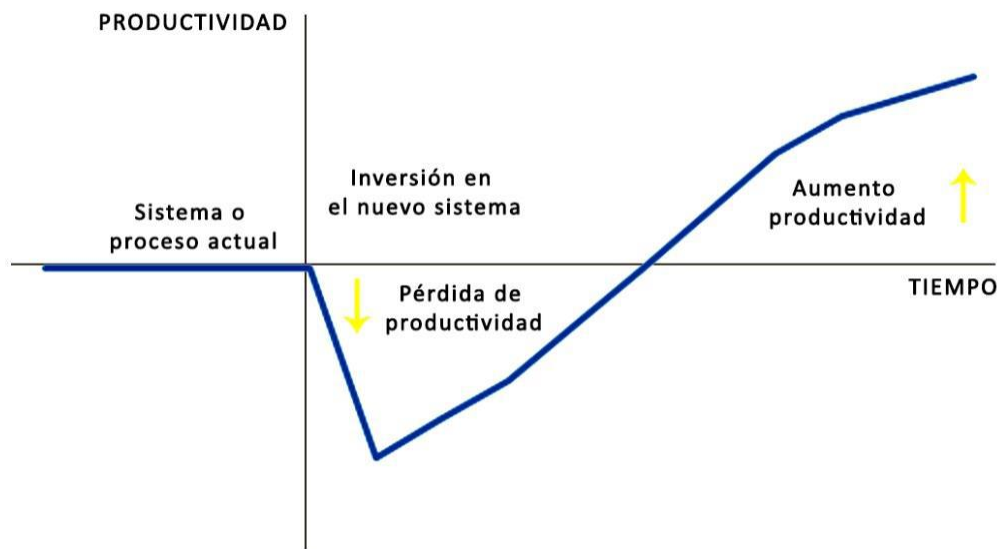 PRODUCTIVIDAD
Inversión en
el nuevo sistema
Sistema o
proceso actual
Aumento
productividad
TIEMPO
Pérdida de
productividad